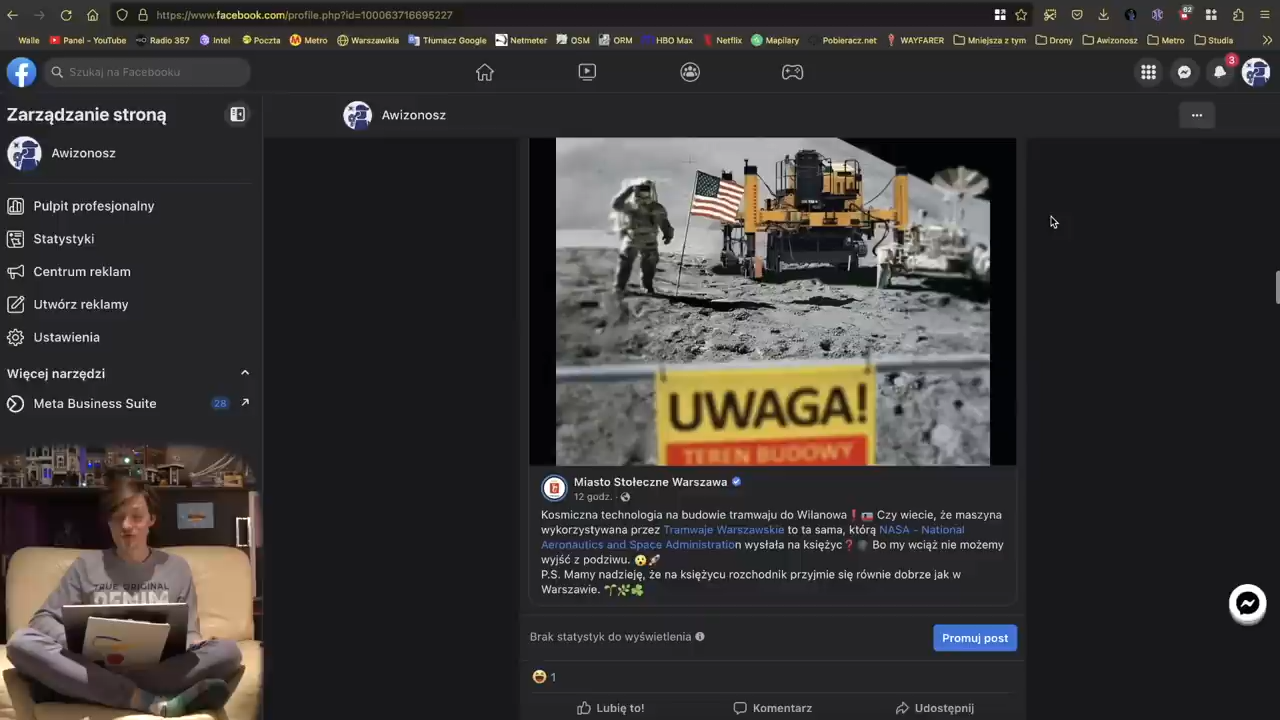 https://www.facebook.com/profile.php?id=100063716695227
62
Walle
Panel - YouTube
Radio 357
Intel
Poczta
Metro
Warszawikia
Tłumacz Google
Netmeter
OSM
ORM
HBO Max
Netflix
Mapilary
Pobieracz.net
WAYFARER
Mniejsza z tym
Drony
Awizonosz
Metro
Studia
Szukaj na Facebooku
3
Zarządzanie stroną
Awizonosz
Awizonosz
Pulpit profesjonalny
Statystyki
Centrum reklam
Utwórz reklamy
Ustawienia
Więcej narzędzi
Meta Business Suite
28
UWAGA!
TEREN BUDOWY
Miasto Stołeczne Warszawa
12 godz. ·
Kosmiczna technologia na budowie tramwaju do Wilanowa❗ Czy wiecie, że maszyna
wykorzystywana przez Tramwaje Warszawskie to ta sama, którą NASA - National
Aeronautics and Space Administration wysłała na księżyc❓ Bo my wciąż nie możemy
wyjść z podziwu. 😮🚀
P.S. Mamy nadzieję, że na księżycu rozchodnik przyjmie się równie dobrze jak w
Warszawie. 🌱🌿☘️
Brak statystyk do wyświetlenia
Promuj post
1
Lubię to!
Komentarz
Udostępnij
TRUE ORIGINAL
DENIM